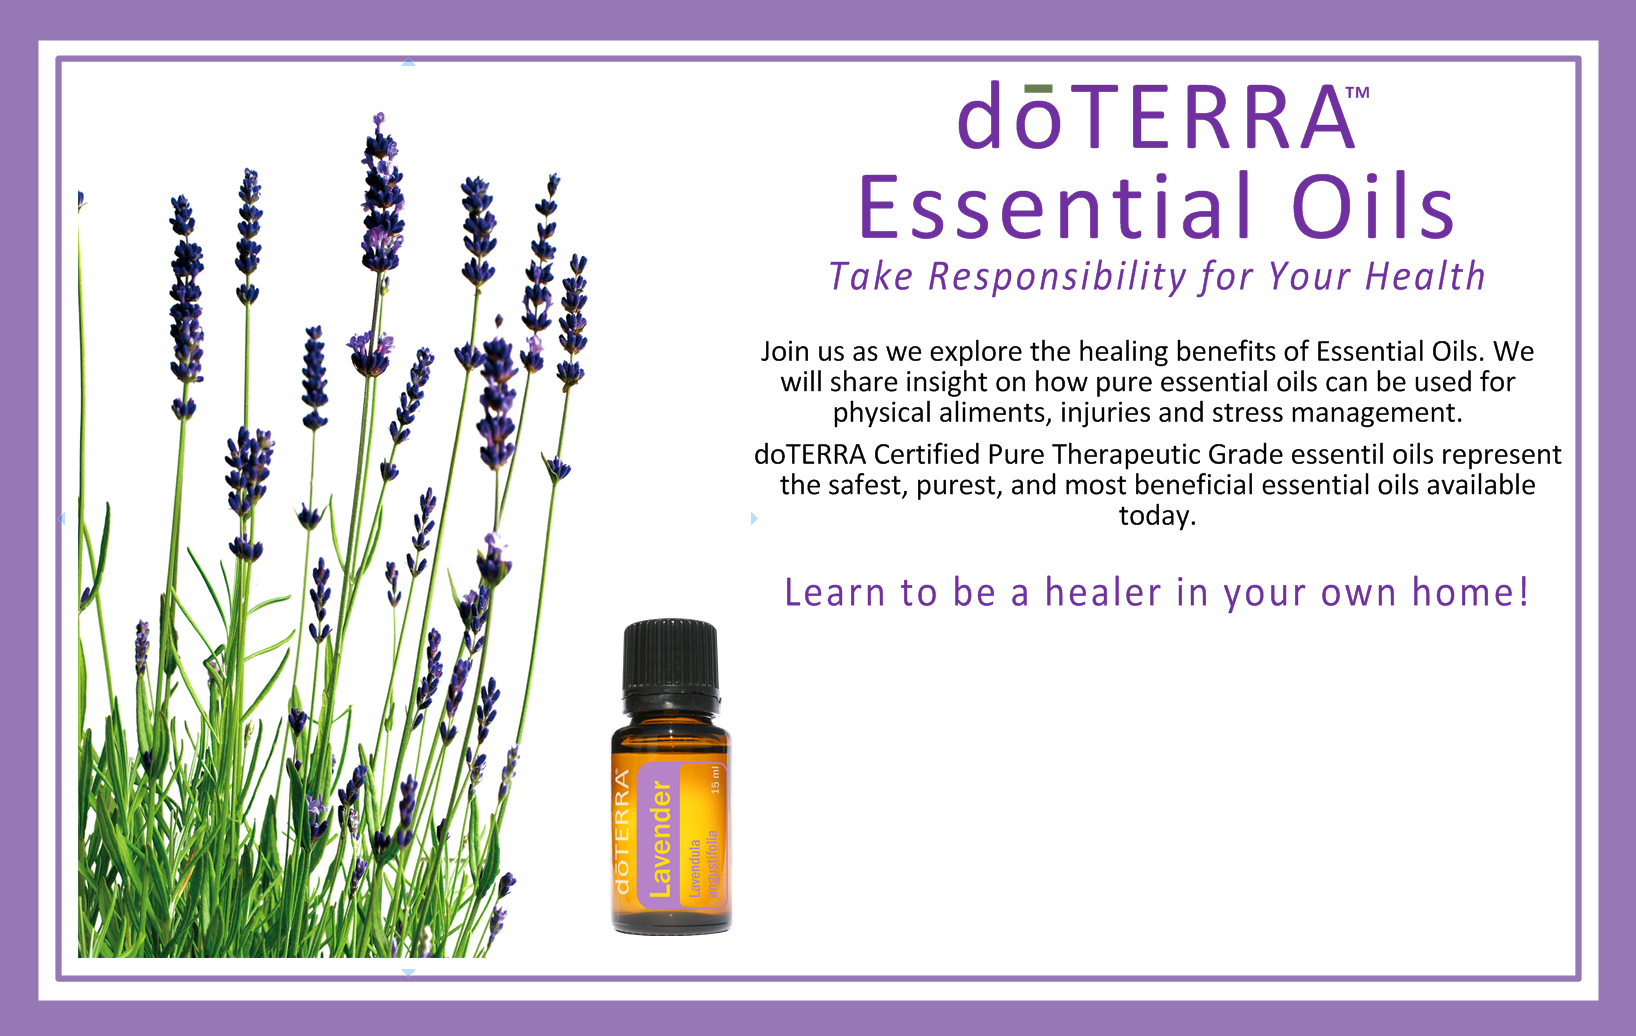 dōTERRA™
Essential Oils
Take Responsibility for Your Health
Join us as we explore the healing benefits of Essential Oils. We
will share insight on how pure essential oils can be used for
physical aliments, injuries and stress management.
doTERRA Certified Pure Therapeutic Grade essentil oils represent
the safest, purest, and most beneficial essential oils available
today.
Learn to be a healer in your own home!
dōTERRA
Lavender
Lavendula
angustifolia
15 ml